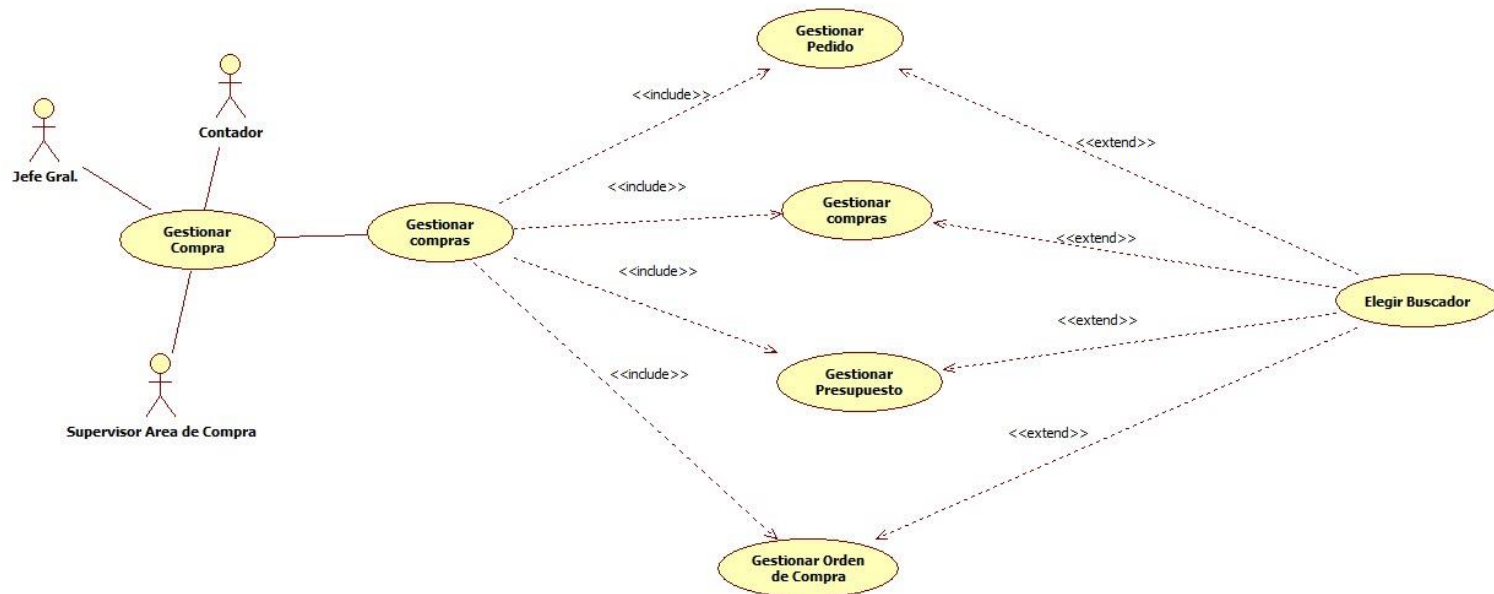 Gestionar
Pedido
Contador
Jefe Gral.
<<include>>
<<extend>>
<<include>>
Gestionar
compras
Gestionar
Compra
Gestionar
compras
<<extend>>
<<include>>
Elegir Buscador
<<extend>>
Gestionar
Presupuesto
<<include>>
Supervisor Area de Compra
<<extend>>
Gestionar Orden
de Compra